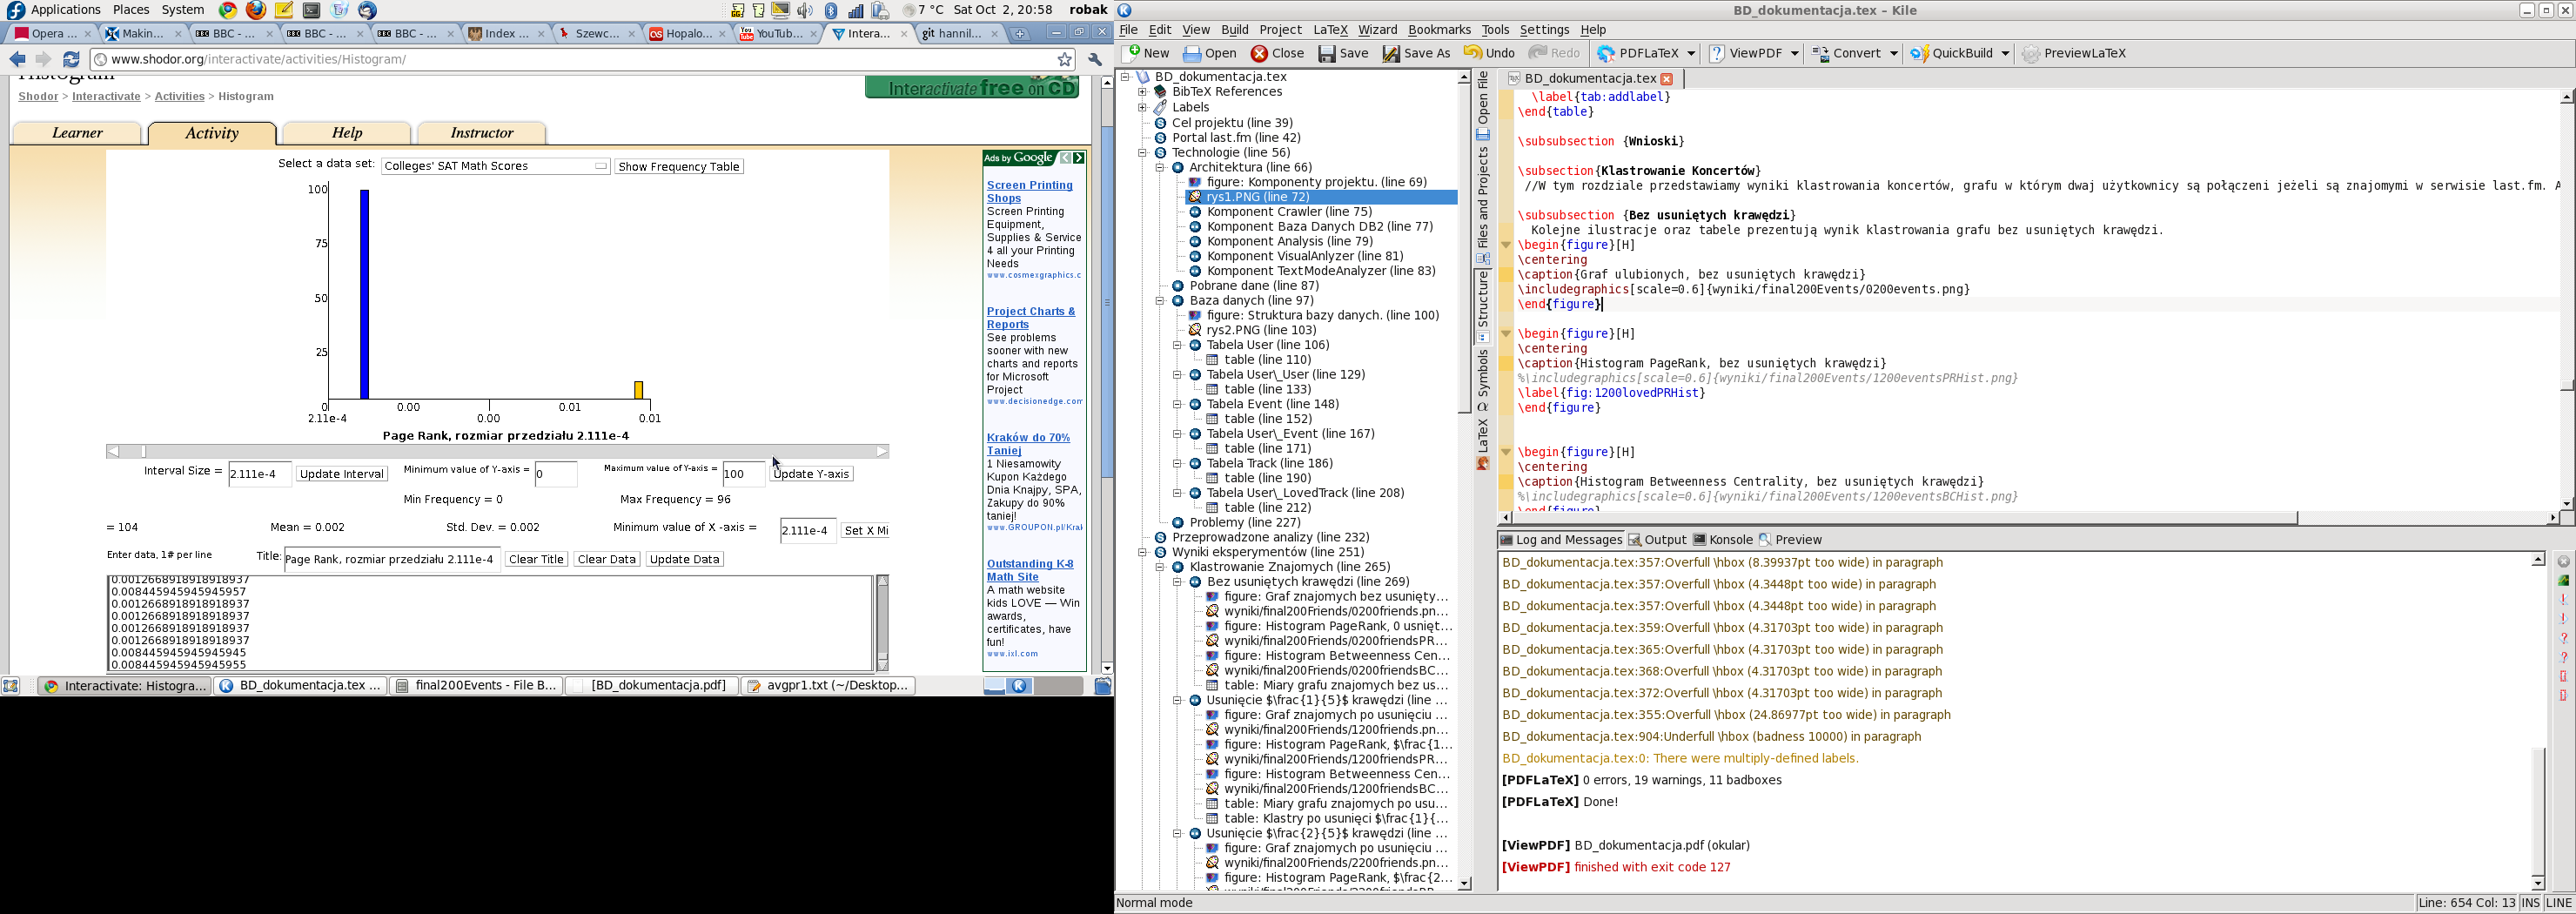 Applications Places System
7 °C Sat Oct 2, 20:58 robak
Opera ... Makin... BBC - ... BBC - ... BBC - ... Index ... Szewc... Hopalo... YouTub... Intera... git hannil...
www.shodor.org/interactivate/activities/Histogram/
Histogram
Interactivate free on CD
Shodor > Interactivate > Activities > Histogram
Learner Activity Help Instructor
Select a data set: Colleges' SAT Math Scores Show Frequency Table
100
75
50
25
0
2.11e-4 0.00 0.00 0.01 0.01
Page Rank, rozmiar przedziału 2.111e-4
Interval Size = 2.111e-4 Update Interval Minimum value of Y-axis = 0 Maximum value of Y-axis = 100 Update Y-axis
Min Frequency = 0 Max Frequency = 96
= 104 Mean = 0.002 Std. Dev. = 0.002 Minimum value of X -axis = 2.111e-4 Set X Mi
Enter data, 1# per line Title: Page Rank, rozmiar przedziału 2.111e-4 Clear Title Clear Data Update Data
0.0012668918918918937
0.008445945945945957
0.0012668918918918937
0.0012668918918918937
0.0012668918918918937
0.0012668918918918937
0.008445945945945945
0.008445945945945955
Ads by Google
Screen Printing
Shops
Screen Printing
Equipment,
Supplies & Service
4 all your Printing
Needs
www.cosmexgraphics.c
Project Charts &
Reports
See problems
sooner with new
charts and reports
for Microsoft
Project
www.decisionedge.com
Kraków do 70%
Taniej
1 Niesamowity
Kupon Każdego
Dnia Knajpy, SPA,
Zakupy do 90%
taniej!
www.GROUPON.pl/Kral
Outstanding K-8
Math Site
A math website
kids LOVE — Win
awards,
certificates, have
fun!
www.ixl.com
Interactivate: Histogra... BD_dokumentacja.tex ... final200Events - File B... [BD_dokumentacja.pdf] avgpr1.txt (~/Desktop...
BD_dokumentacja.tex – Kile
File Edit View Build Project LaTeX Wizard Bookmarks Tools Settings Help
New Open Close Save Save As Undo Redo PDFLaTeX ViewPDF Convert QuickBuild PreviewLaTeX
BD_dokumentacja.tex
BibTeX References
Labels
Cel projektu (line 39)
Portal last.fm (line 42)
Technologie (line 56)
Architektura (line 66)
figure: Komponenty projektu. (line 69)
rys1.PNG (line 72)
Komponent Crawler (line 75)
Komponent Baza Danych DB2 (line 77)
Komponent Analysis (line 79)
Komponent VisualAnlyzer (line 81)
Komponent TextModeAnalyzer (line 83)
Pobrane dane (line 87)
Baza danych (line 97)
figure: Struktura bazy danych. (line 100)
rys2.PNG (line 103)
Tabela User (line 106)
table (line 110)
Tabela User\_User (line 129)
table (line 133)
Tabela Event (line 148)
table (line 152)
Tabela User\_Event (line 167)
table (line 171)
Tabela Track (line 186)
table (line 190)
Tabela User\_LovedTrack (line 208)
table (line 212)
Problemy (line 227)
Przeprowadzone analizy (line 232)
Wyniki eksperymentów (line 251)
Klastrowanie Znajomych (line 265)
Bez usuniętych krawędzi (line 269)
figure: Graf znajomych bez usunięty...
wyniki/final200Friends/0200friends.pn...
figure: Histogram PageRank, 0 usnięt...
wyniki/final200Friends/0200friendsPR...
figure: Histogram Betweenness Cen...
wyniki/final200Friends/0200friendsBC...
table: Miary grafu znajomych bez us...
Usunięcie $\frac{1}{5}$ krawędzi (line ...
figure: Graf znajomych po usunięciu ...
wyniki/final200Friends/1200friends.pn...
figure: Histogram PageRank, $\frac{1...
wyniki/final200Friends/1200friendsPR...
figure: Histogram Betweenness Cen...
wyniki/final200Friends/1200friendsBC...
table: Miary grafu znajomych po usu...
table: Klastry po usunięci $\frac{1}{...
Usunięcie $\frac{2}{5}$ krawędzi (line ...
figure: Graf znajomych po usunięciu ...
wyniki/final200Friends/2200friends.pn...
figure: Histogram PageRank, $\frac{2...
Open File
Files and Projects
Structure
Symbols
LaTeX
BD_dokumentacja.tex
\label{tab:addlabel}
\end{table}
\subsubsection {Wnioski}
\subsection{Klastrowanie Koncertów}
//W tym rozdziale przedstawiamy wyniki klastrowania koncertów, grafu w którym dwaj użytkownicy są połączeni jeżeli są znajomymi w serwisie last.fm. A
\subsubsection {Bez usuniętych krawędzi}
Kolejne ilustracje oraz tabele prezentują wynik klastrowania grafu bez usuniętych krawędzi.
\begin{figure}[H]
\centering
\caption{Graf ulubionych, bez usuniętych krawędzi}
\includegraphics[scale=0.6]{wyniki/final200Events/0200events.png}
\end{figure}
\begin{figure}[H]
\centering
\caption{Histogram PageRank, bez usuniętych krawędzi}
%\includegraphics[scale=0.6]{wyniki/final200Events/1200eventsPRHist.png}
\label{fig:1200lovedPRHist}
\end{figure}
\begin{figure}[H]
\centering
\caption{Histogram Betweenness Centrality, bez usuniętych krawędzi}
%\includegraphics[scale=0.6]{wyniki/final200Events/1200eventsBCHist.png}
Log and Messages Output Konsole Preview
BD_dokumentacja.tex:357:Overfull \hbox (8.39937pt too wide) in paragraph
BD_dokumentacja.tex:357:Overfull \hbox (4.3448pt too wide) in paragraph
BD_dokumentacja.tex:357:Overfull \hbox (4.3448pt too wide) in paragraph
BD_dokumentacja.tex:359:Overfull \hbox (4.31703pt too wide) in paragraph
BD_dokumentacja.tex:365:Overfull \hbox (4.31703pt too wide) in paragraph
BD_dokumentacja.tex:368:Overfull \hbox (4.31703pt too wide) in paragraph
BD_dokumentacja.tex:372:Overfull \hbox (4.31703pt too wide) in paragraph
BD_dokumentacja.tex:355:Overfull \hbox (24.86977pt too wide) in paragraph
BD_dokumentacja.tex:904:Underfull \hbox (badness 10000) in paragraph
BD_dokumentacja.tex:0: There were multiply-defined labels.
[PDFLaTeX] 0 errors, 19 warnings, 11 badboxes
[PDFLaTeX] Done!
[ViewPDF] BD_dokumentacja.pdf (okular)
[ViewPDF] finished with exit code 127
Normal mode Line: 654 Col: 13 INS LINE